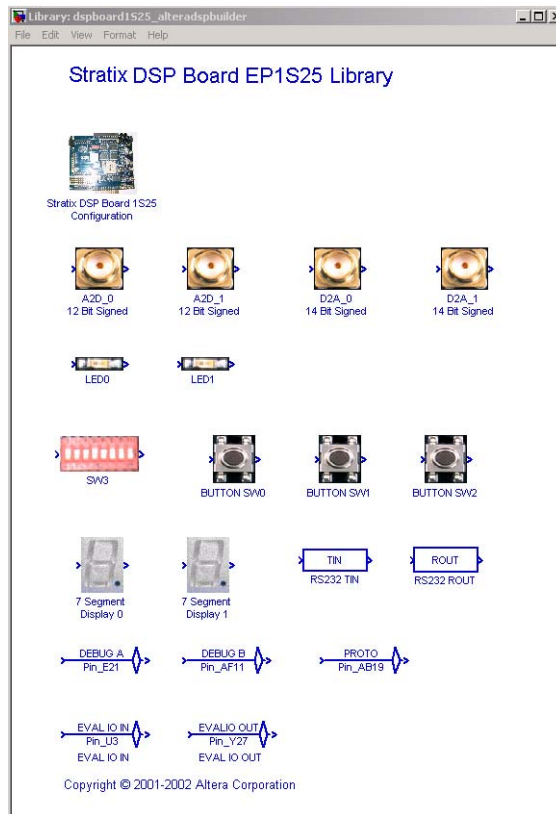 Library: dspboard1S25_alteradspbuilder
File Edit View Format Help
Stratix DSP Board EP1S25 Library
Stratix DSP Board 1S25
Configuration
A2D_0 A2D_1 D2A_0 D2A_1
12 Bit Signed 12 Bit Signed 14 Bit Signed 14 Bit Signed
LED0 LED1
SW3 BUTTON SW0 BUTTON SW1 BUTTON SW2
TIN ROUT
RS232 TIN RS232 ROUT
7 Segment 7 Segment
Display 0 Display 1
DEBUG A DEBUG B PROTO
Pin_E21 Pin_AF11 Pin_AB19
EVAL IO IN EVALIO OUT
Pin_U3 Pin_Y27
EVAL IO IN EVAL IO OUT
Copyright © 2001-2002 Altera Corporation